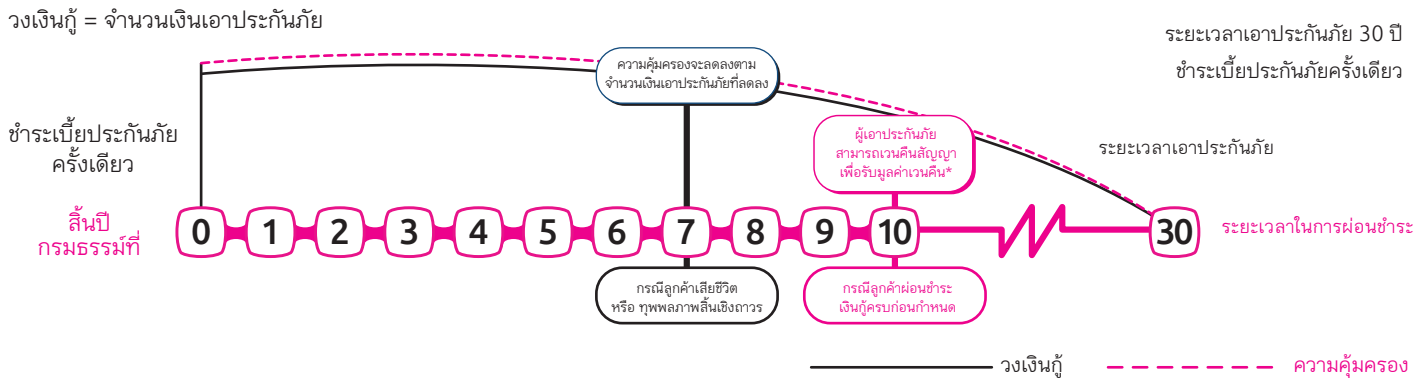 วงเงินกู้ = จำนวนเงินเอาประกันภัย
ระยะเวลาเอาประกันภัย 30 ปี
ชำระเบี้ยประกันภัยครั้งเดียว
ความคุ้มครองจะลดลงตาม
จำนวนเงินเอาประกันภัยที่ลดลง
ชำระเบี้ยประกันภัย
ครั้งเดียว
ผู้เอาประกันภัย
สามารถเวนคืนสัญญา
เพื่อรับมูลค่าเวนคืน*
ระยะเวลาเอาประกันภัย
สิ้นปี
กรมธรรม์ที่
0 1 2 3 4 5 6 7 8 9 10 30
ระยะเวลาในการผ่อนชำระ
กรณีลูกค้าเสียชีวิต
หรือ ทุพพลภาพสิ้นเชิงถาวร
กรณีลูกค้าผ่อนชำระ
เงินกู้ครบก่อนกำหนด
วงเงินกู้
ความคุ้มครอง